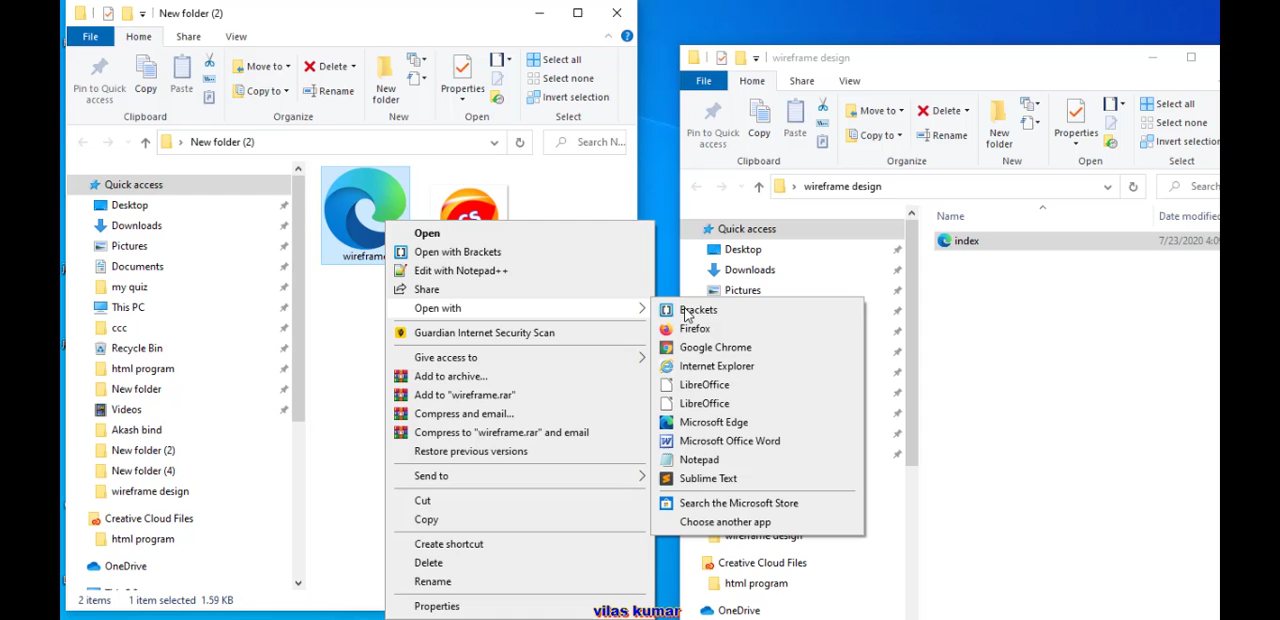 New folder (2)
File
Home
Share
View
Pin to Quick access
Copy
Paste
Clipboard
Move to
Copy to
Delete
Rename
Organize
New folder
New
Properties
Open
Select all
Select none
Invert selection
Select
New folder (2)
Search N...
Quick access
Desktop
Downloads
Pictures
Documents
my quiz
This PC
ccc
Recycle Bin
html program
New folder
Videos
Akash bind
New folder (2)
New folder (4)
wireframe design
Creative Cloud Files
html program
OneDrive
2 items
1 item selected 1.59 KB
wireframe
Open
Open with Brackets
Edit with Notepad++
Share
Open with
Guardian Internet Security Scan
Give access to
Add to archive...
Add to "wireframe.rar"
Compress and email...
Compress to "wireframe.rar" and email
Restore previous versions
Send to
Cut
Copy
Create shortcut
Delete
Rename
Properties
Brackets
Firefox
Google Chrome
Internet Explorer
LibreOffice
LibreOffice
Microsoft Edge
Microsoft Office Word
Notepad
Sublime Text
Search the Microsoft Store
Choose another app
wireframe design
File
Home
Share
View
Pin to Quick access
Copy
Paste
Clipboard
Move to
Copy to
Delete
Rename
Organize
New folder
New
Properties
Open
Select all
Select none
Invert selection
Select
wireframe design
Search
Quick access
Desktop
Downloads
Pictures
wireframe design
Creative Cloud Files
html program
OneDrive
Name
Date modified
index
7/23/2020 4:0
vilas kumar